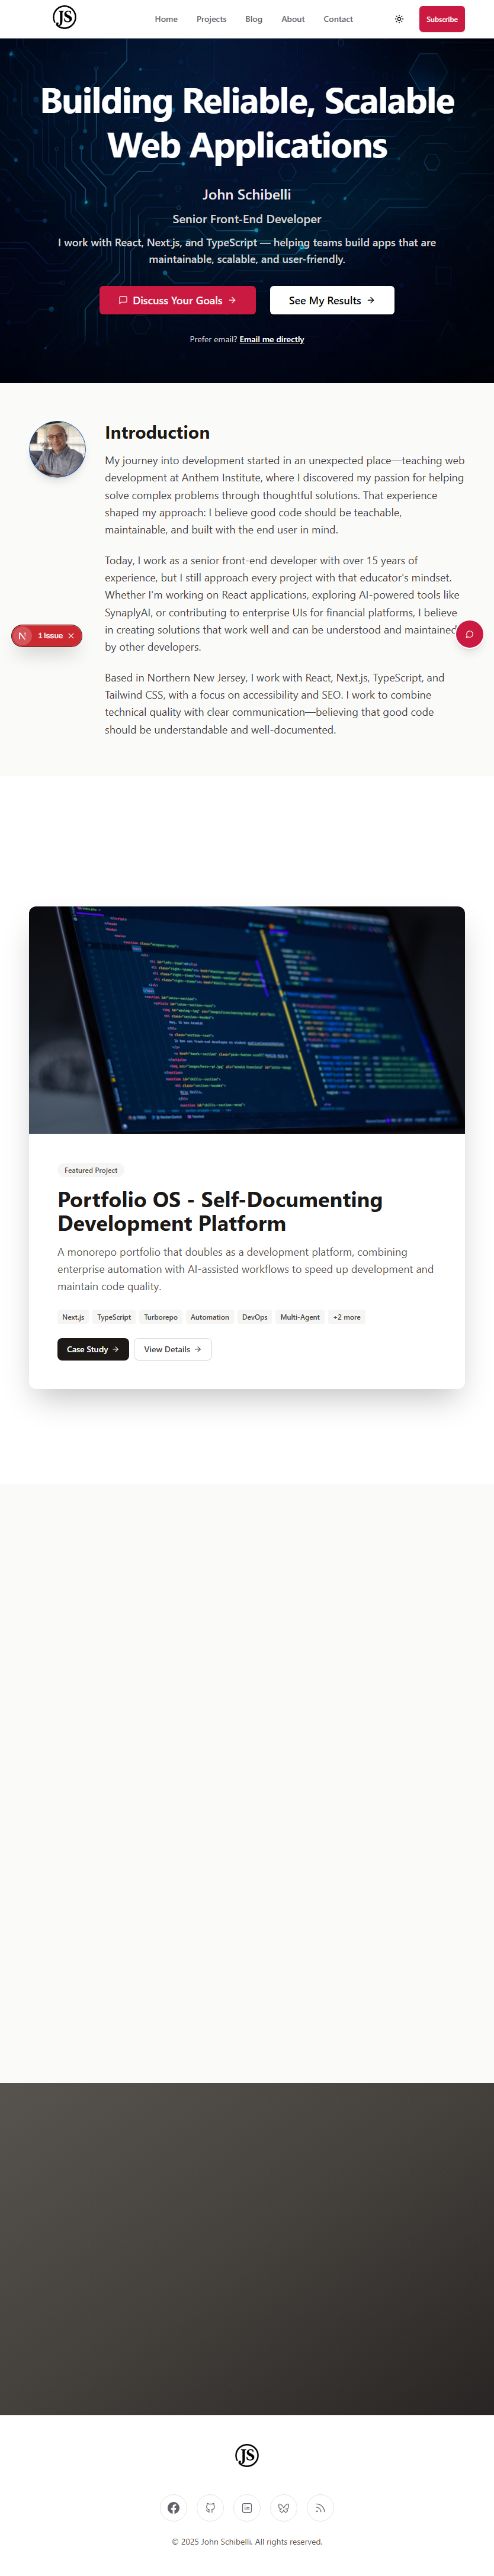 JS
Home
Projects
Blog
About
Contact
Subscribe
Building Reliable, Scalable
Web Applications
John Schibelli
Senior Front-End Developer
I work with React, Next.js, and TypeScript — helping teams build apps that are
maintainable, scalable, and user-friendly.
Discuss Your Goals
See My Results
Prefer email? Email me directly
Introduction
My journey into development started in an unexpected place—teaching web
development at Anthem Institute, where I discovered my passion for helping
solve complex problems through thoughtful solutions. That experience
shaped my approach: I believe good code should be teachable,
maintainable, and built with the end user in mind.
Today, I work as a senior front-end developer with over 15 years of
experience, but I still approach every project with that educator's mindset.
Whether I'm working on React applications, exploring AI-powered tools like
SynaplyAI, or contributing to enterprise UIs for financial platforms, I believe
in creating solutions that work well and can be understood and maintained
by other developers.
N 1 Issue
Based in Northern New Jersey, I work with React, Next.js, TypeScript, and
Tailwind CSS, with a focus on accessibility and SEO. I work to combine
technical quality with clear communication—believing that good code
should be understandable and well-documented.
Featured Project
Portfolio OS - Self-Documenting
Development Platform
A monorepo portfolio that doubles as a development platform, combining
enterprise automation with AI-assisted workflows to speed up development and
maintain code quality.
Next.js
TypeScript
Turborepo
Automation
DevOps
Multi-Agent
+2 more
Case Study
View Details
JS
© 2025 John Schibelli. All rights reserved.